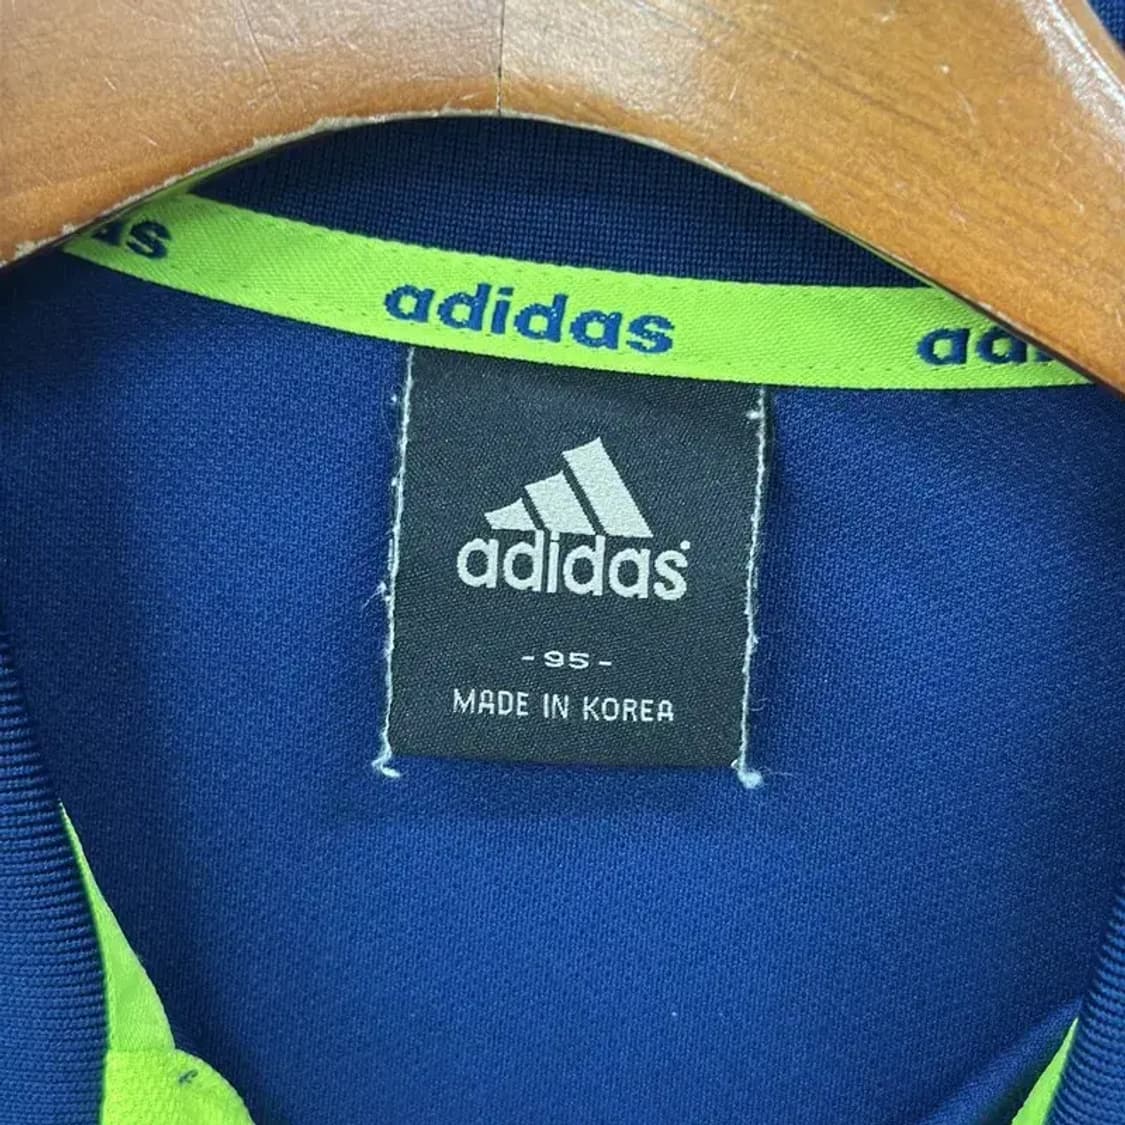 adidas
adidas
- 95 -
MADE IN KOREA